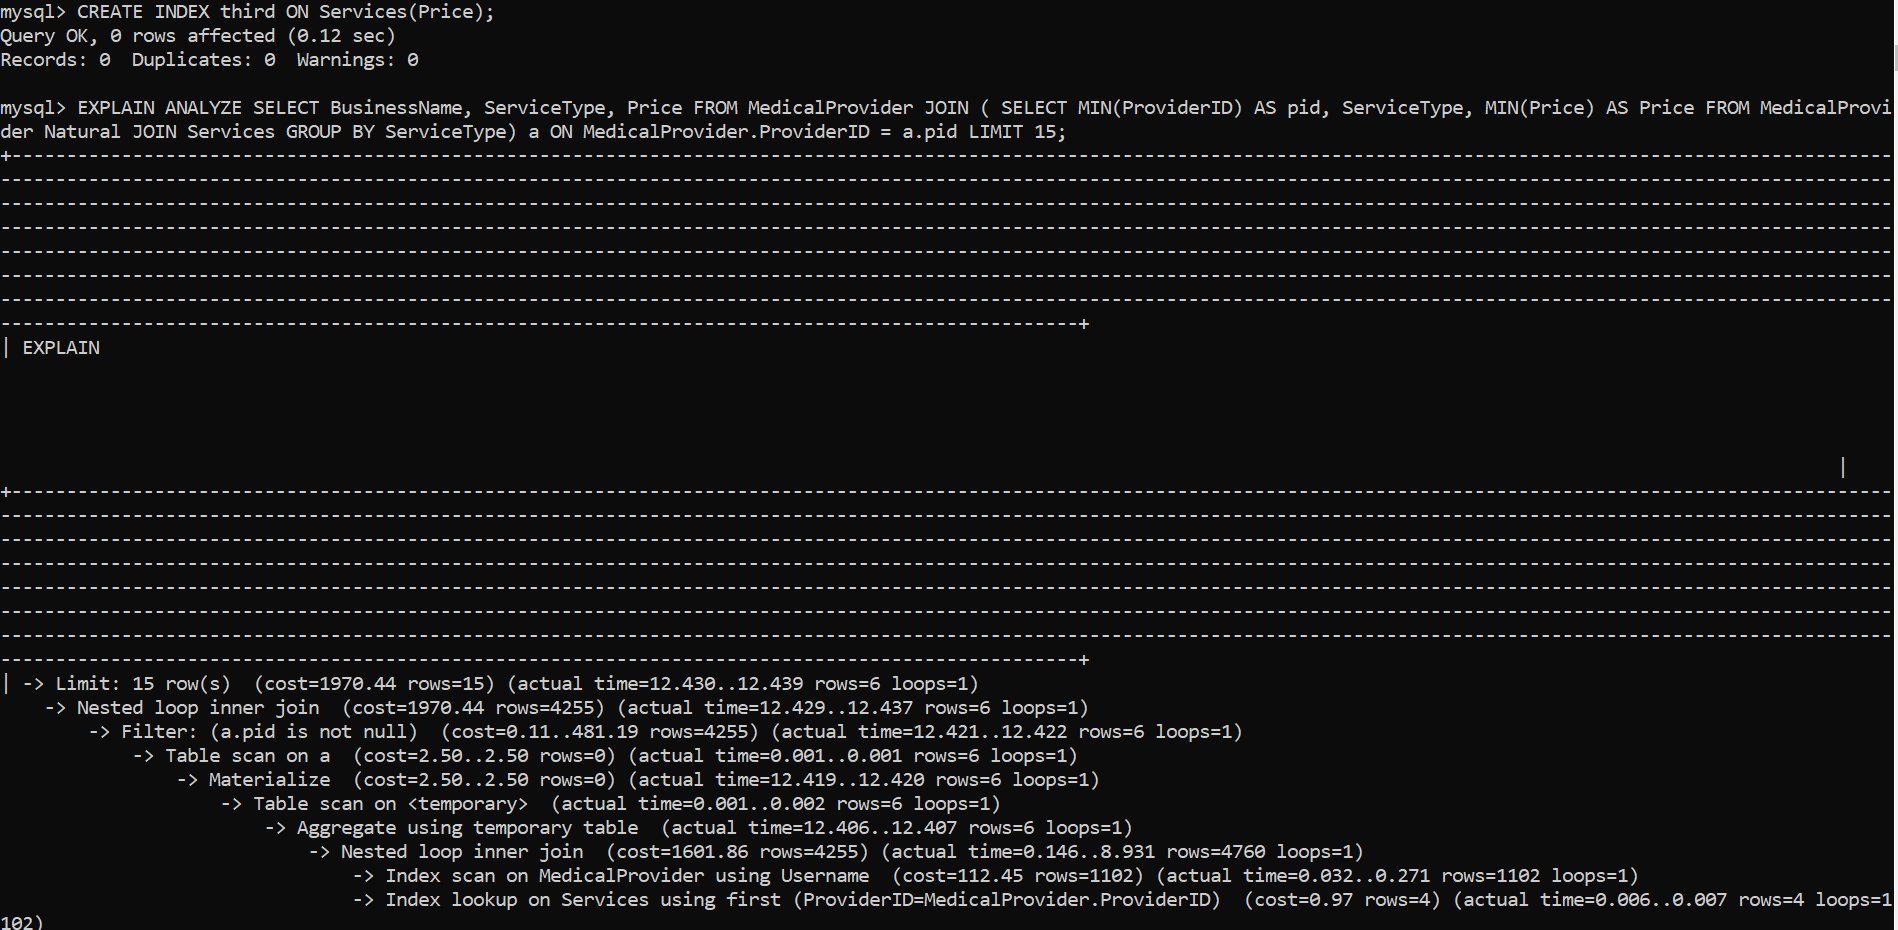 mysql> CREATE INDEX third ON Services(Price);
Query OK, 0 rows affected (0.12 sec)
Records: 0  Duplicates: 0  Warnings: 0
mysql> EXPLAIN ANALYZE SELECT BusinessName, ServiceType, Price FROM MedicalProvider JOIN ( SELECT MIN(ProviderID) AS pid, ServiceType, MIN(Price) AS Price FROM MedicalProvi
der Natural JOIN Services GROUP BY ServiceType) a ON MedicalProvider.ProviderID = a.pid LIMIT 15;
| EXPLAIN
|
| -> Limit: 15 row(s)  (cost=1970.44 rows=15) (actual time=12.430..12.439 rows=6 loops=1)
-> Nested loop inner join  (cost=1970.44 rows=4255) (actual time=12.429..12.437 rows=6 loops=1)
-> Filter: (a.pid is not null)  (cost=0.11..481.19 rows=4255) (actual time=12.421..12.422 rows=6 loops=1)
-> Table scan on a  (cost=2.50..2.50 rows=0) (actual time=0.001..0.001 rows=6 loops=1)
-> Materialize  (cost=2.50..2.50 rows=0) (actual time=12.419..12.420 rows=6 loops=1)
-> Table scan on <temporary>  (actual time=0.001..0.002 rows=6 loops=1)
-> Aggregate using temporary table  (actual time=12.406..12.407 rows=6 loops=1)
-> Nested loop inner join  (cost=1601.86 rows=4255) (actual time=0.146..8.931 rows=4760 loops=1)
-> Index scan on MedicalProvider using Username  (cost=112.45 rows=1102) (actual time=0.032..0.271 rows=1102 loops=1)
-> Index lookup on Services using first (ProviderID=MedicalProvider.ProviderID)  (cost=0.97 rows=4) (actual time=0.006..0.007 rows=4 loops=1
102)